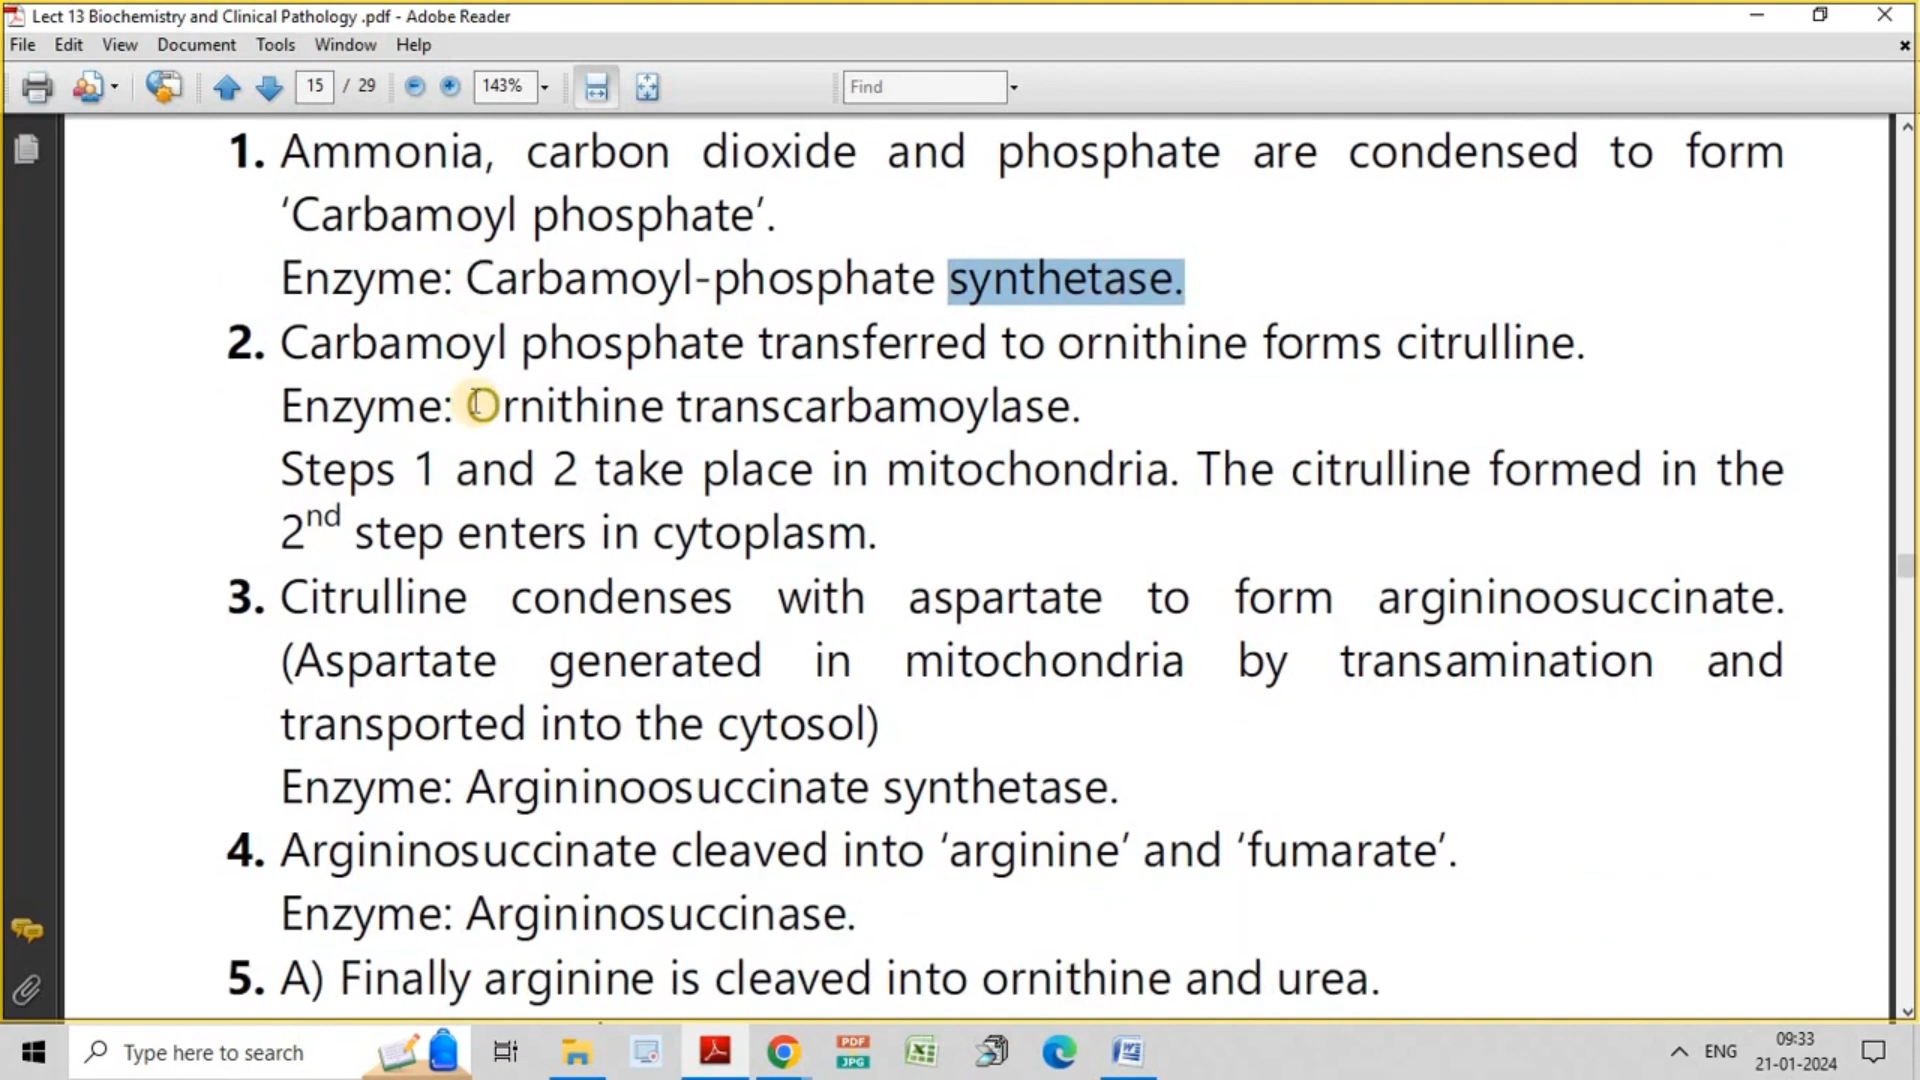 Lect 13 Biochemistry and Clinical Pathology .pdf - Adobe Reader
File Edit View Document Tools Window Help
15 / 29 143% Find
1. Ammonia, carbon dioxide and phosphate are condensed to form
‘Carbamoyl phosphate’.
Enzyme: Carbamoyl-phosphate synthetase.
2. Carbamoyl phosphate transferred to ornithine forms citrulline.
Enzyme: Ornithine transcarbamoylase.
Steps 1 and 2 take place in mitochondria. The citrulline formed in the
2nd step enters in cytoplasm.
3. Citrulline condenses with aspartate to form argininoosuccinate.
(Aspartate generated in mitochondria by transamination and
transported into the cytosol)
Enzyme: Argininoosuccinate synthetase.
4. Argininosuccinate cleaved into ‘arginine’ and ‘fumarate’.
Enzyme: Argininosuccinase.
5. A) Finally arginine is cleaved into ornithine and urea.
Type here to search
PDF
JPG
ENG
09:33
21-01-2024